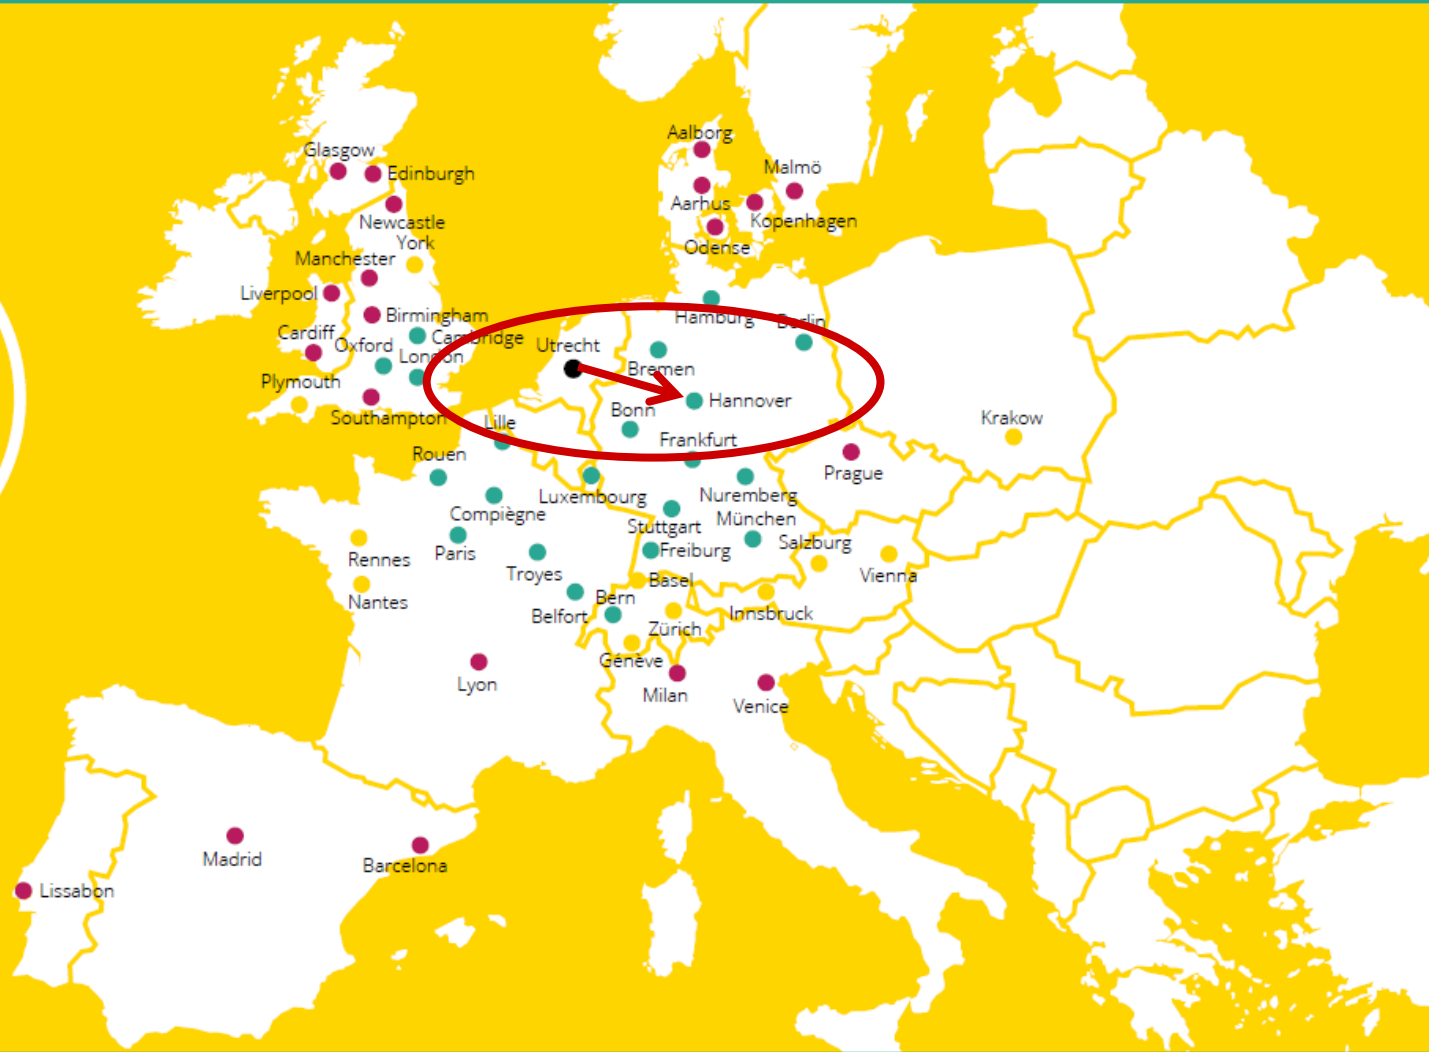 Aalborg
Glasgow
Malmö
Edinburgh
Aarhus
Newcastle
Kopenhagen
York
Odense
Manchester
Liverpool
Birmingham
Hamburg
Berlin
Cardiff
Cambridge
Oxford
Utrecht
London
Bremen
Plymouth
Hannover
Bonn
Southampton
Lille
Krakow
Frankfurt
Rouen
Prague
Luxembourg
Nuremberg
Compiègne
München
Stuttgart
Salzburg
Paris
Freiburg
Rennes
Troyes
Vienna
Basel
Bern
Nantes
Belfort
Innsbruck
Zürich
Génève
Lyon
Milan
Venice
Madrid
Barcelona
Lissabon